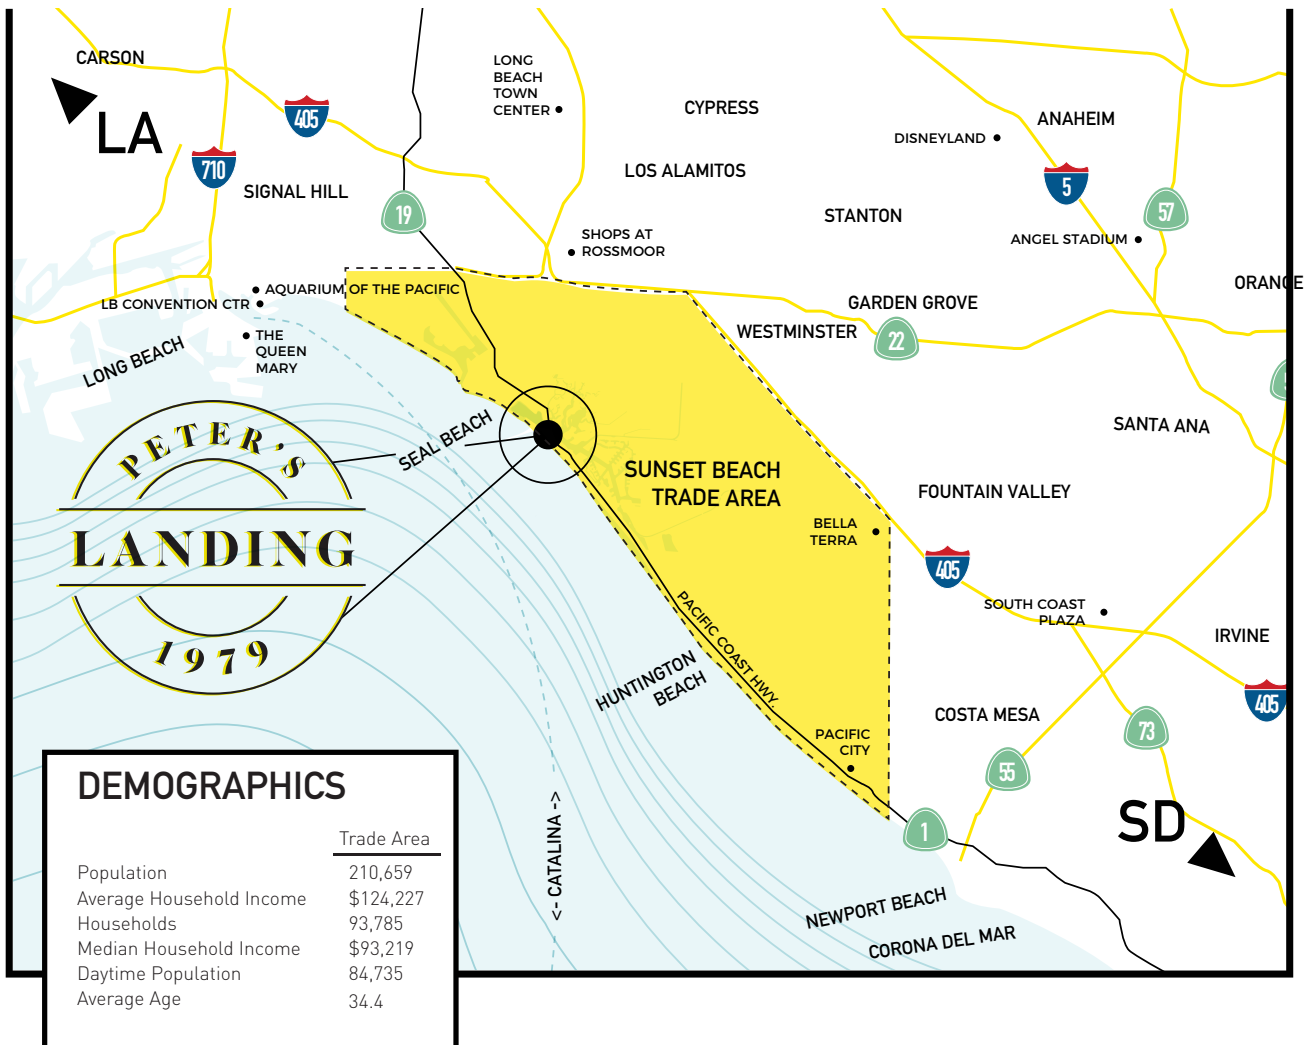 CARSON
LA
405
710
SIGNAL HILL
19
LONG
BEACH
TOWN
CENTER
CYPRESS
LOS ALAMITOS
STANTON
DISNEYLAND
ANAHEIM
5
57
ANGEL STADIUM
SHOPS AT
ROSSMOOR
ORANGE
AQUARIUM OF THE PACIFIC
LB CONVENTION CTR
THE
QUEEN
MARY
LONG BEACH
GARDEN GROVE
WESTMINSTER
22
SANTA ANA
PETER'S
LANDING
1979
SEAL BEACH
SUNSET BEACH
TRADE AREA
FOUNTAIN VALLEY
BELLA
TERRA
405
SOUTH COAST
PLAZA
IRVINE
405
PACIFIC COAST HWY.
HUNTINGTON
BEACH
COSTA MESA
PACIFIC
CITY
73
55
1
SD
<- CATALINA ->
NEWPORT BEACH
CORONA DEL MAR
DEMOGRAPHICS
Trade Area
Population 210,659
Average Household Income $124,227
Households 93,785
Median Household Income $93,219
Daytime Population 84,735
Average Age 34.4